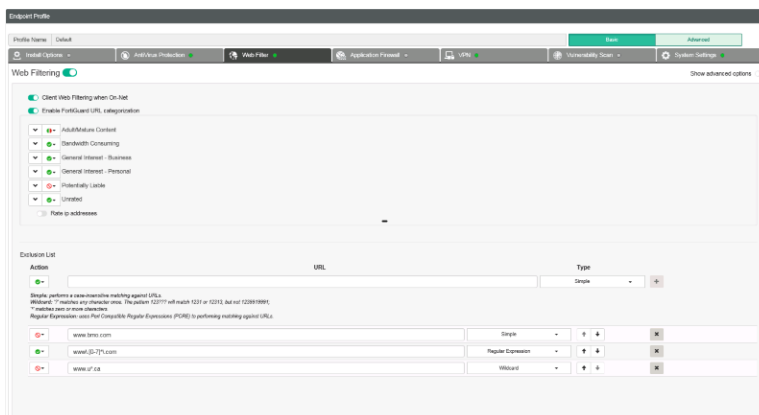 Endpoint Profile
Profile Name Default Basic Advanced
Install Options AntiVirus Protection Web Filter Application Firewall VPN Vulnerability Scan System Settings
Web Filtering Show advanced options
Client Web Filtering when On-Net
Enable FortiGuard URL categorization
Adult/Mature Content
Bandwidth Consuming
General Interest - Business
General Interest - Personal
Potentially Liable
Unrated
Rate ip addresses
Exclusion List
Action URL Type
Simple
Simple: performs a case-insensitive matching against URLs.
Wildcard: '?' matches any character once. The pattern 123??? will match 1231 or 12313, but not 1235619991;
'*' matches zero or more characters.
Regular Expression: uses Perl Compatible Regular Expressions (PCRE) to performing matching against URLs.
www.bmo.com Simple
www\.[0-7]*\.com Regular Expression
www.u*.ca Wildcard